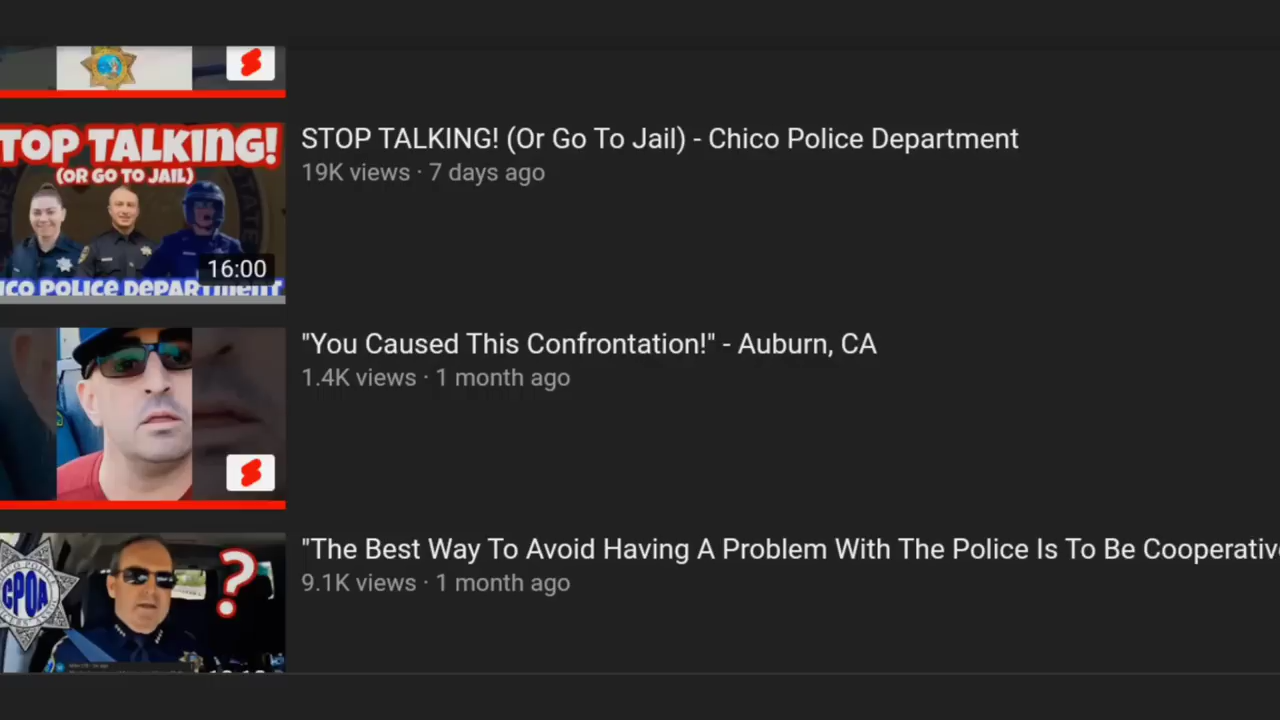 TOP TALKING!
(OR GO TO JAIL)
16:00
ICO POLICE DEPARTMENT
STOP TALKING! (Or Go To Jail) - Chico Police Department
19K views · 7 days ago
"You Caused This Confrontation!" - Auburn, CA
1.4K views · 1 month ago
CPOA
?
"The Best Way To Avoid Having A Problem With The Police Is To Be Cooperative
9.1K views · 1 month ago